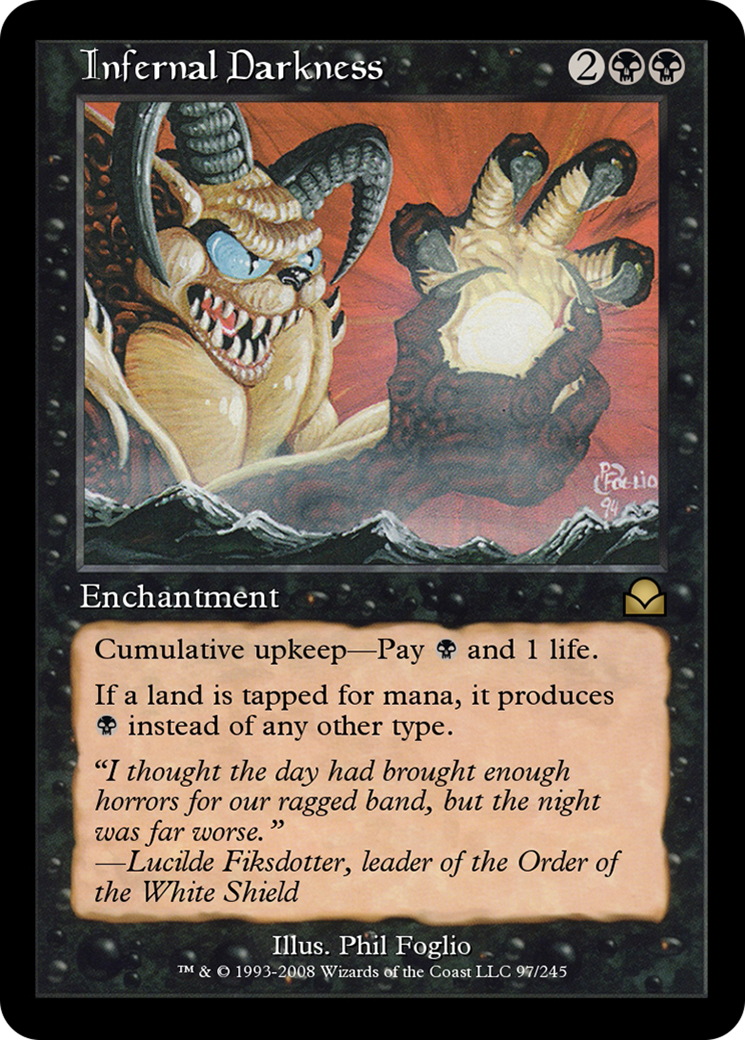 Infernal Darkness 2
P
Foglio
94
Enchantment
Cumulative upkeep—Pay and 1 life.
If a land is tapped for mana, it produces
instead of any other type.
“I thought the day had brought enough
horrors for our ragged band, but the night
was far worse.”
—Lucilde Fiksdotter, leader of the Order of
the White Shield
Illus. Phil Foglio
™ & © 1993-2008 Wizards of the Coast LLC 97/245